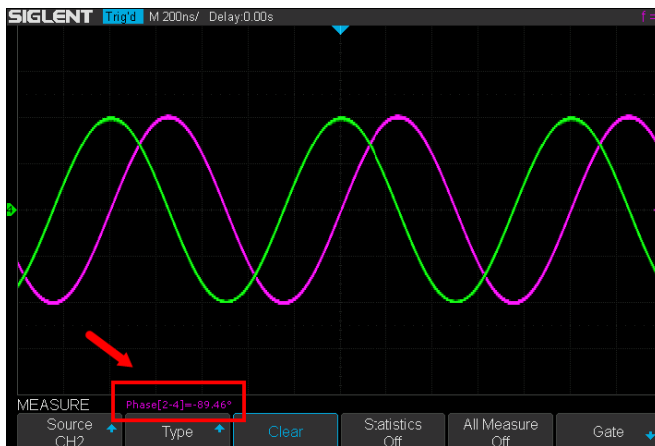 SIGLENT Trig'd M 200ns/ Delay:0.00s
4
MEASURE Phase[2-4]=-89.46°
Source Type Clear Statistics All Measure Gate
CH2 Off Off